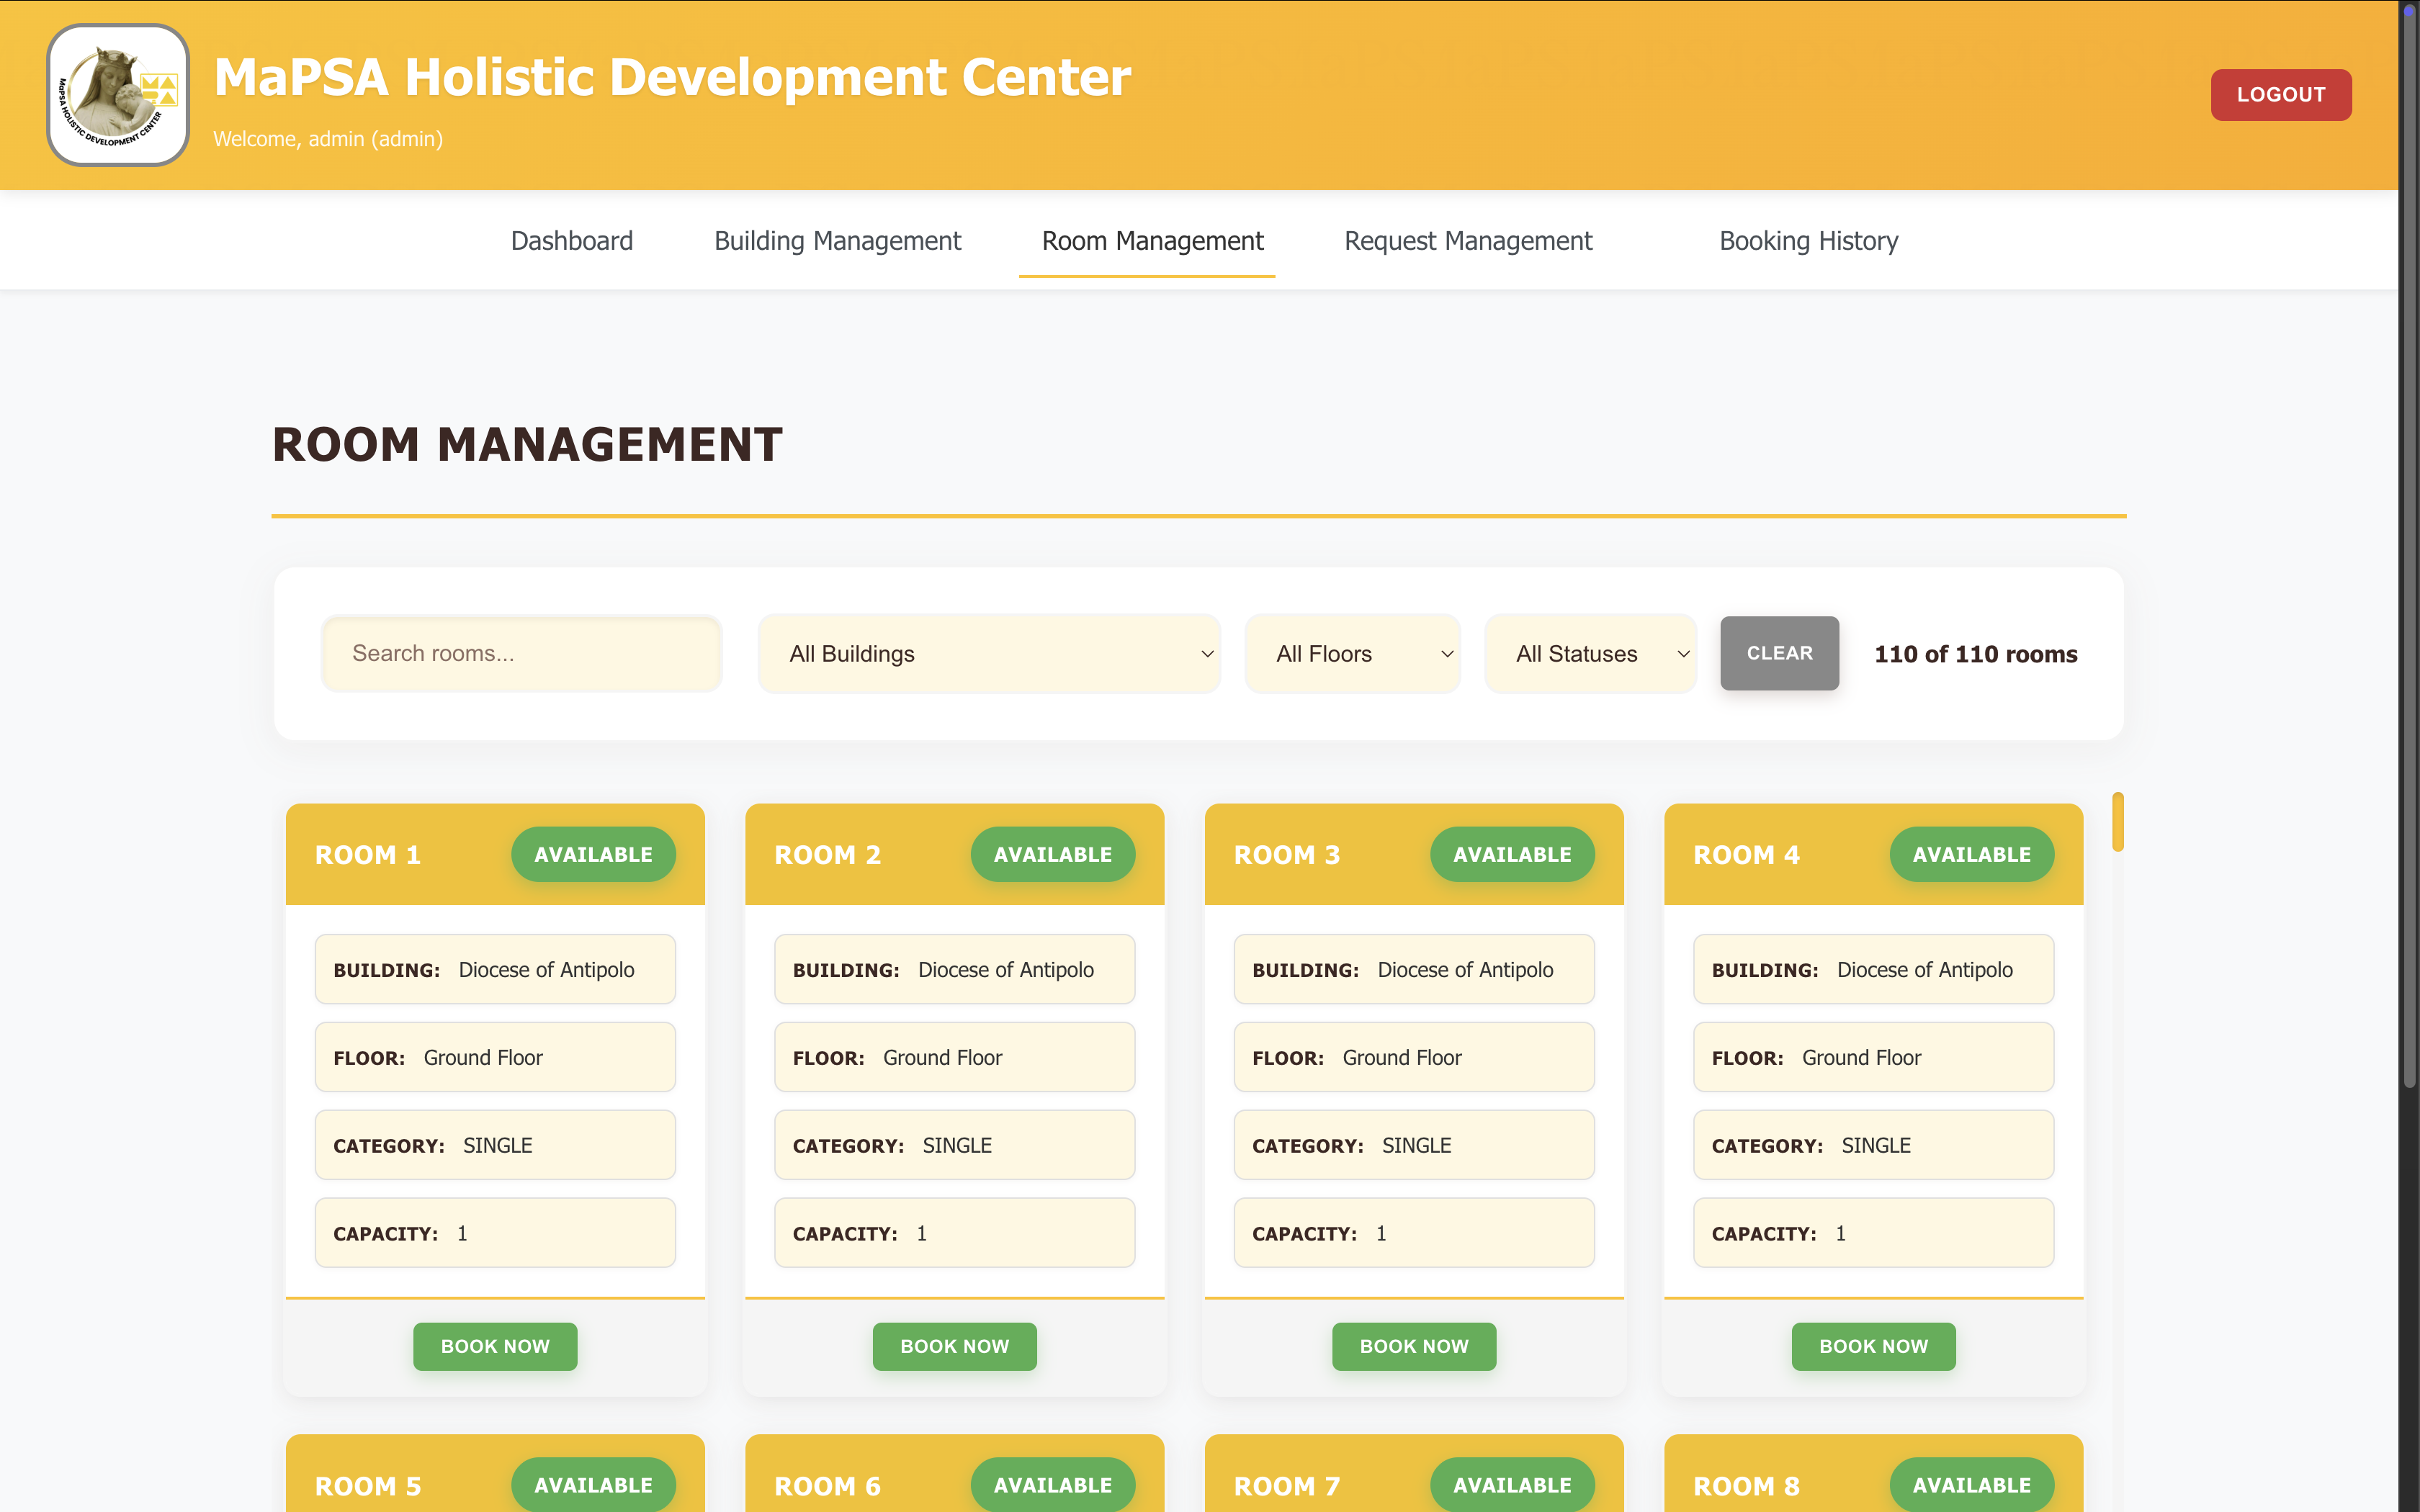 MaPSA Holistic Development Center
Welcome, admin (admin)
LOGOUT
MaPSA HOLISTIC DEVELOPMENT CENTER
Dashboard Building Management Room Management Request Management Booking History
ROOM MANAGEMENT
Search rooms... All Buildings All Floors All Statuses CLEAR 110 of 110 rooms
ROOM 1 AVAILABLE
BUILDING: Diocese of Antipolo
FLOOR: Ground Floor
CATEGORY: SINGLE
CAPACITY: 1
BOOK NOW
ROOM 2 AVAILABLE
BUILDING: Diocese of Antipolo
FLOOR: Ground Floor
CATEGORY: SINGLE
CAPACITY: 1
BOOK NOW
ROOM 3 AVAILABLE
BUILDING: Diocese of Antipolo
FLOOR: Ground Floor
CATEGORY: SINGLE
CAPACITY: 1
BOOK NOW
ROOM 4 AVAILABLE
BUILDING: Diocese of Antipolo
FLOOR: Ground Floor
CATEGORY: SINGLE
CAPACITY: 1
BOOK NOW
ROOM 5 AVAILABLE
ROOM 6 AVAILABLE
ROOM 7 AVAILABLE
ROOM 8 AVAILABLE